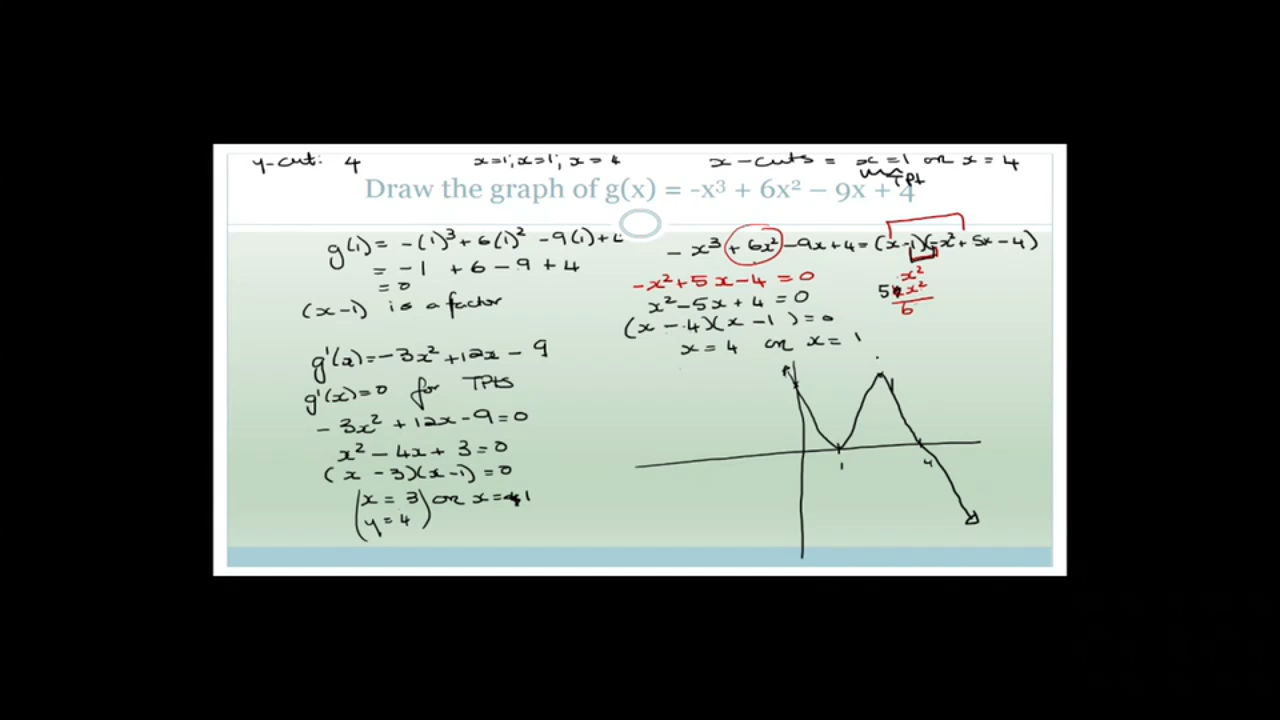 y-cut: 4
x=1; x=1; x=4
x-cuts = x=1 or x=4
Tpt
Draw the graph of g(x) = -x³ + 6x² – 9x + 4
g(1) = -(1)³ + 6(1)² - 9(1) + 4
= -1 + 6 - 9 + 4
= 0
(x-1) is a factor
g'(x) = -3x² + 12x - 9
g'(x) = 0 for TPts
-3x² + 12x - 9 = 0
x² - 4x + 3 = 0
(x - 3)(x - 1) = 0
(x = 3) or x = 1
(y = 4)
-x³ + 6x² - 9x + 4 = (x-1)(-x² + 5x - 4)
x²
5x²
6
-x² + 5x - 4 = 0
x² - 5x + 4 = 0
(x - 4)(x - 1) = 0
x = 4 or x = 1
1
4